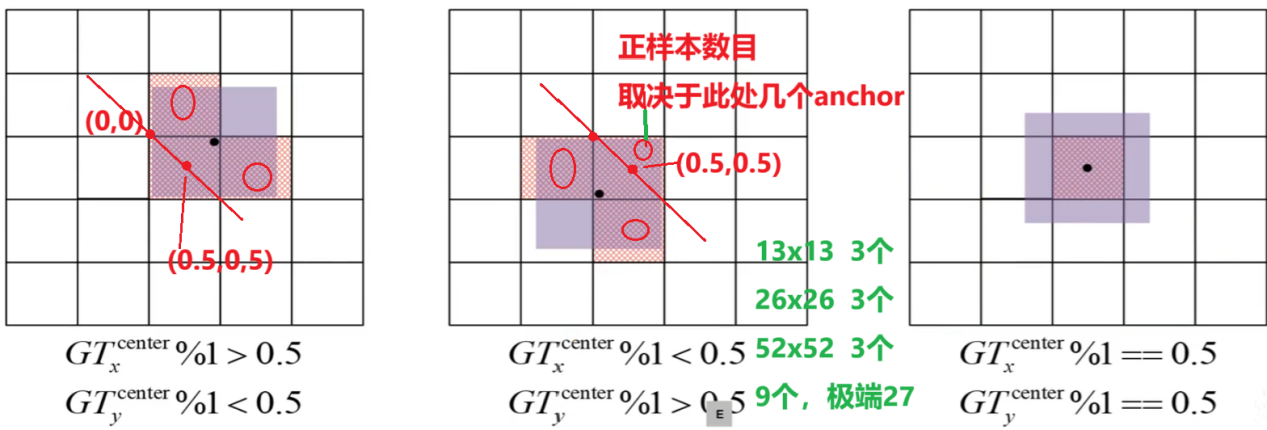 正样本数目
取决于此处几个anchor
(0,0)
(0.5,0.5)
(0.5,0,5)
13x13 3个
26x26 3个
52x52 3个
9个，极端27
GT_x^center %1 > 0.5
GT_y^center %1 < 0.5
GT_x^center %1 < 0.5
GT_y^center %1 > 0.5
E
GT_x^center %1 == 0.5
GT_y^center %1 == 0.5